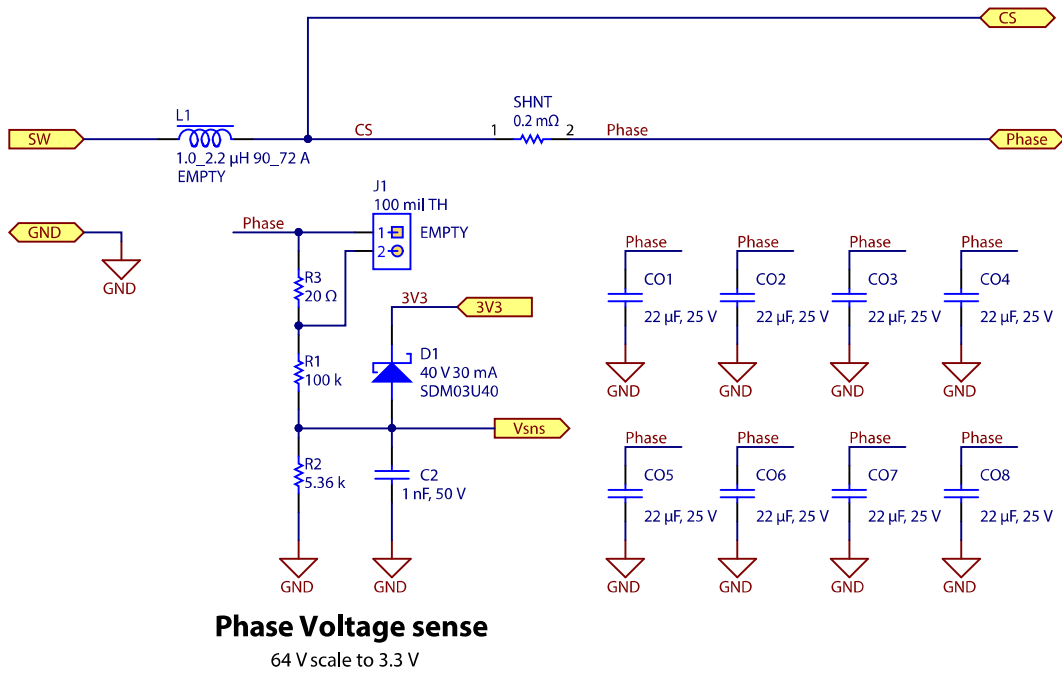 CS
L1
SHNT
0.2 mΩ
SW
CS
1
2
Phase
Phase
1.0_2.2 µH 90_72 A
EMPTY
J1
100 mil TH
GND
Phase
1
EMPTY
2
GND
R3
20 Ω
3V3
3V3
R1
100 k
D1
40 V 30 mA
SDM03U40
Vsns
R2
5.36 k
C2
1 nF, 50 V
GND
GND
Phase
Phase
Phase
Phase
CO1
CO2
CO3
CO4
22 µF, 25 V
22 µF, 25 V
22 µF, 25 V
22 µF, 25 V
GND
GND
GND
GND
Phase
Phase
Phase
Phase
CO5
CO6
CO7
CO8
22 µF, 25 V
22 µF, 25 V
22 µF, 25 V
22 µF, 25 V
GND
GND
GND
GND
Phase Voltage sense
64 V scale to 3.3 V